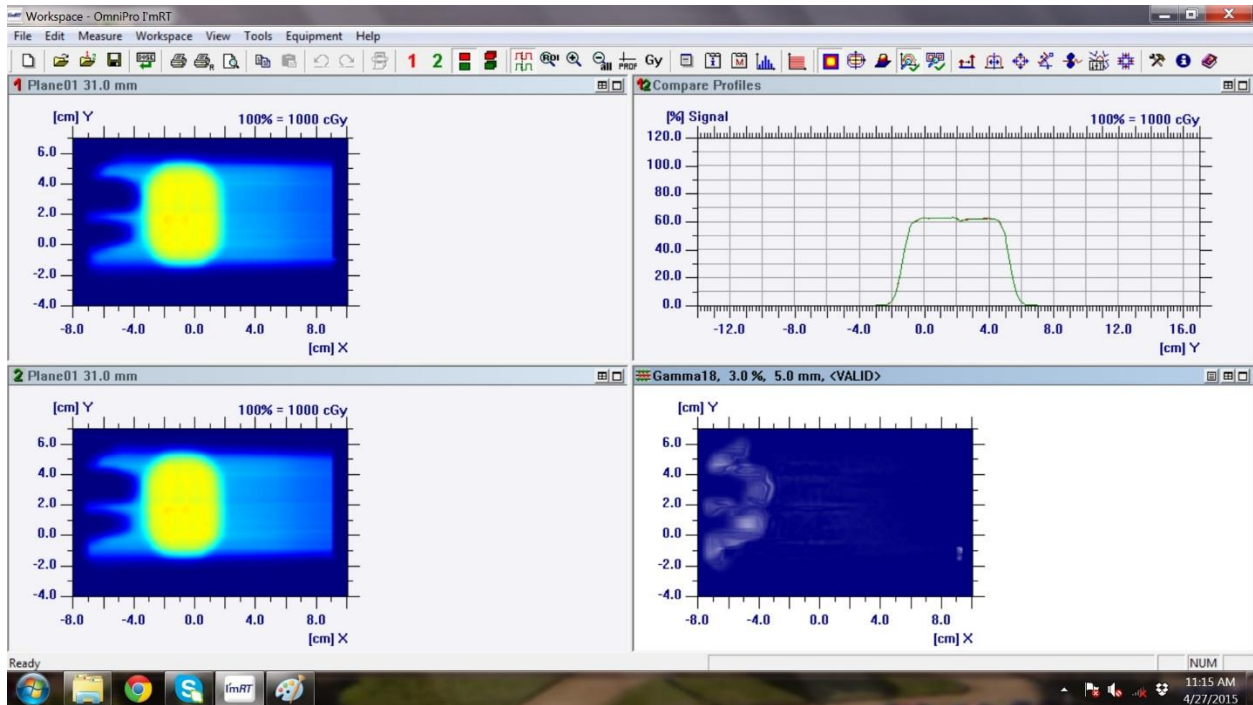 Workspace - OmniPro I'mRT
File Edit Measure Workspace View Tools Equipment Help
1 2 ROI all PROF Gy
1 Plane01 31.0 mm
[cm] Y 100% = 1000 cGy
6.0
4.0
2.0
0.0
-2.0
-4.0
-8.0 -4.0 0.0 4.0 8.0
[cm] X
12 Compare Profiles
[%] Signal 100% = 1000 cGy
120.0
100.0
80.0
60.0
40.0
20.0
0.0
-12.0 -8.0 -4.0 0.0 4.0 8.0 12.0 16.0
[cm] Y
2 Plane01 31.0 mm
[cm] Y 100% = 1000 cGy
6.0
4.0
2.0
0.0
-2.0
-4.0
-8.0 -4.0 0.0 4.0 8.0
[cm] X
Gamma18, 3.0 %, 5.0 mm, <VALID>
[cm] Y
6.0
4.0
2.0
0.0
-2.0
-4.0
-8.0 -4.0 0.0 4.0 8.0
[cm] X
Ready NUM
I'mRT
11:15 AM
4/27/2015